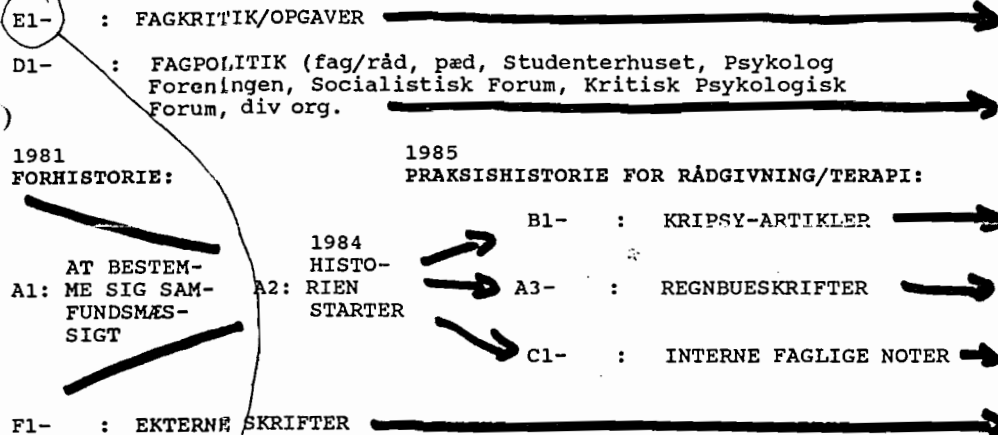 E1- : FAGKRITIK/OPGAVER
D1- : FAGPOLITIK (fag/råd, pæd, Studenterhuset, Psykolog
Foreningen, Socialistisk Forum, Kritisk Psykologisk
Forum, div org.
)
1981
FORHISTORIE:
1985
PRAKSISHISTORIE FOR RÅDGIVNING/TERAPI:
B1- : KRIPSY-ARTIKLER
1984
HISTO-
RIEN
STARTER
AT BESTEM-
A1: ME SIG SAM-
FUNDSMÆS-
SIGT
A2:
A3- : REGNBUESKRIFTER
C1- : INTERNE FAGLIGE NOTER
F1- : EKTERNE SKRIFTER